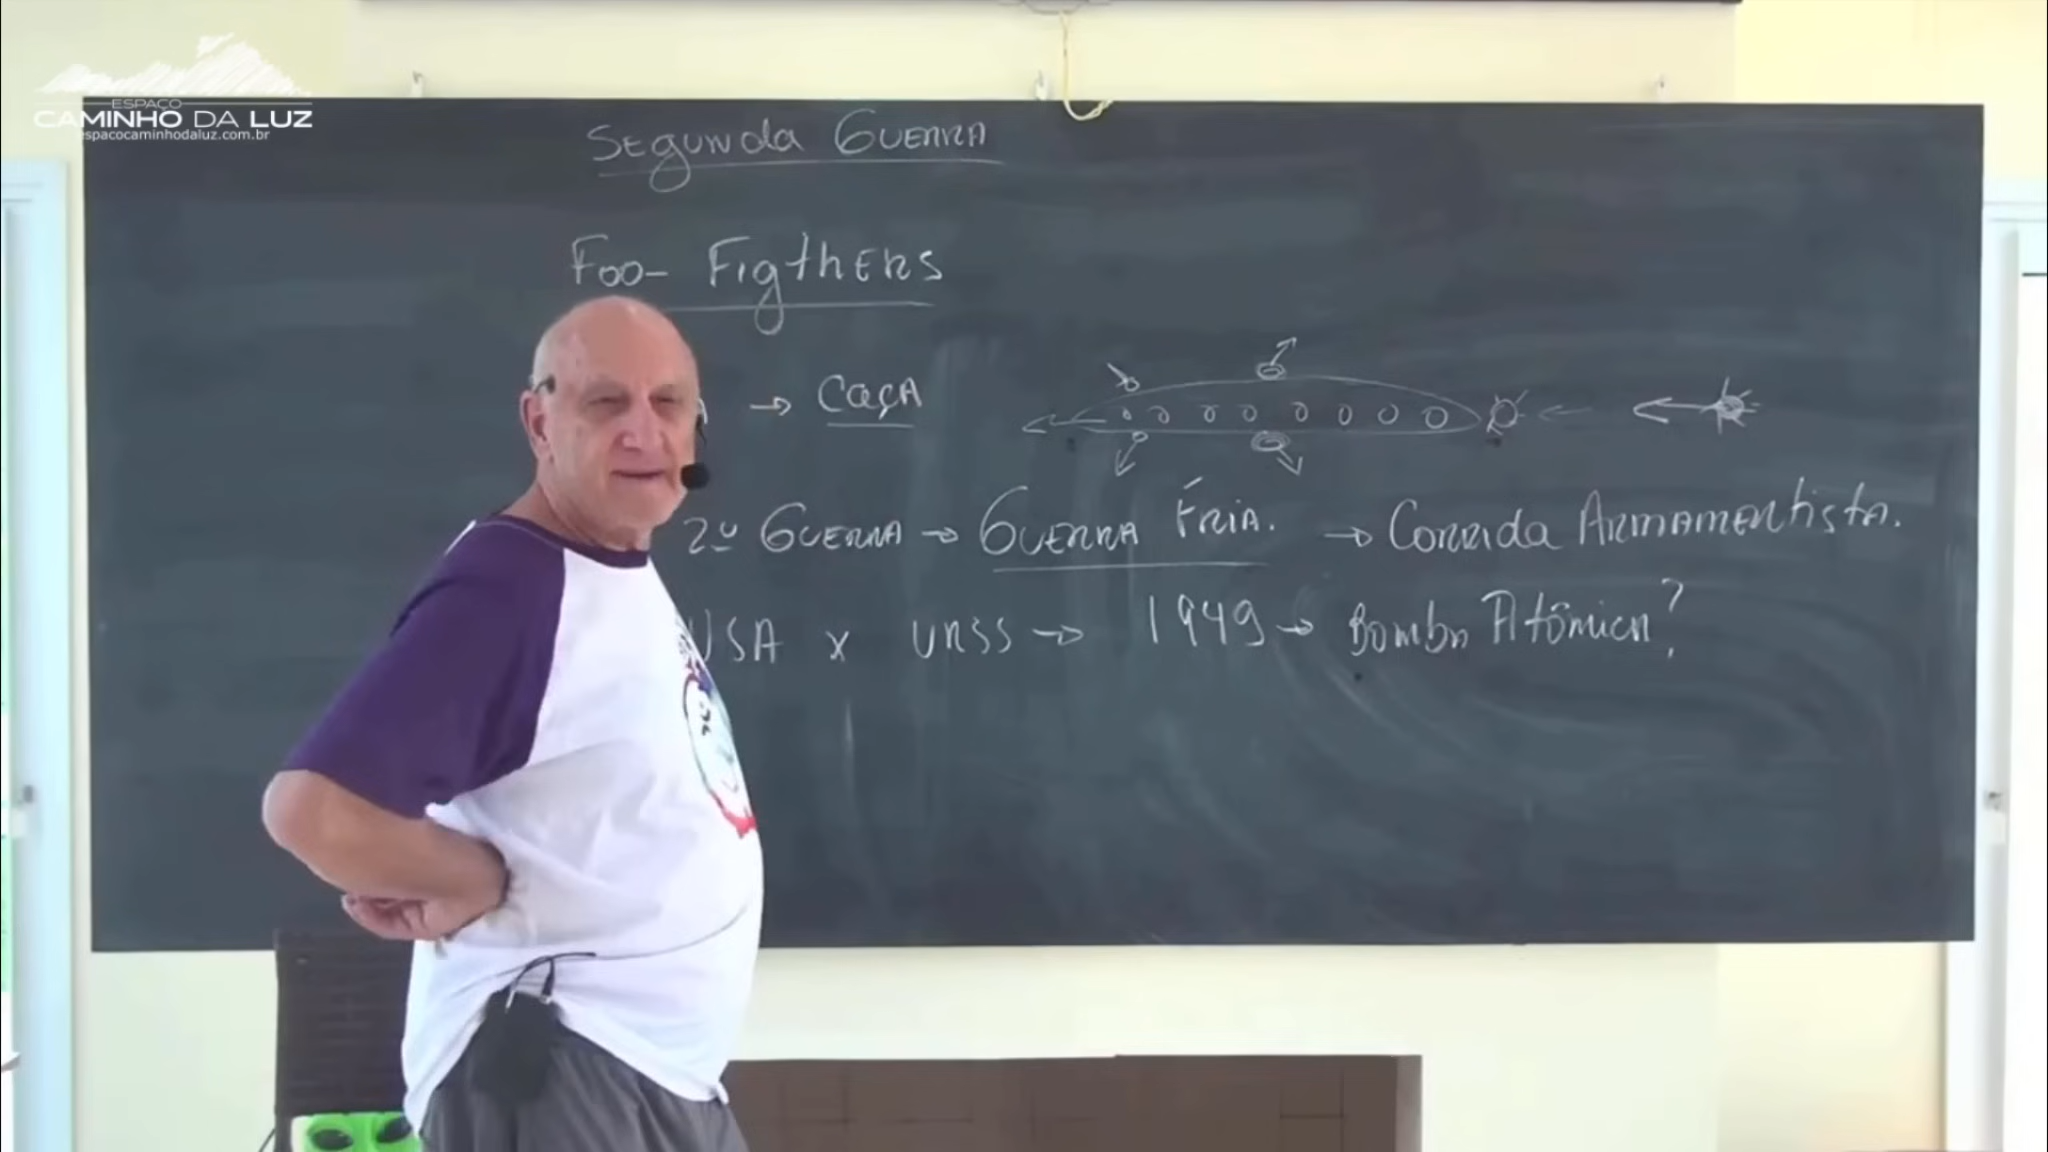 ESPAÇO
CAMINHO DA LUZ
espacocaminhodaluz.com.br
Segunda Guerra
Foo- Figthers
→ Caça
2ª Guerra → Guerra Fria. → Corrida Armamentista.
USA x URSS → 1949 → Bomba Atômica?